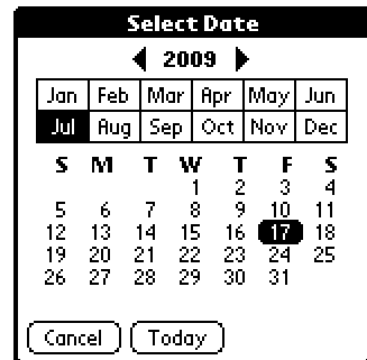 Select Date
2009
Jan Feb Mar Apr May Jun
Jul Aug Sep Oct Nov Dec
S M T W T F S
1 2 3 4
5 6 7 8 9 10 11
12 13 14 15 16 17 18
19 20 21 22 23 24 25
26 27 28 29 30 31
Cancel Today